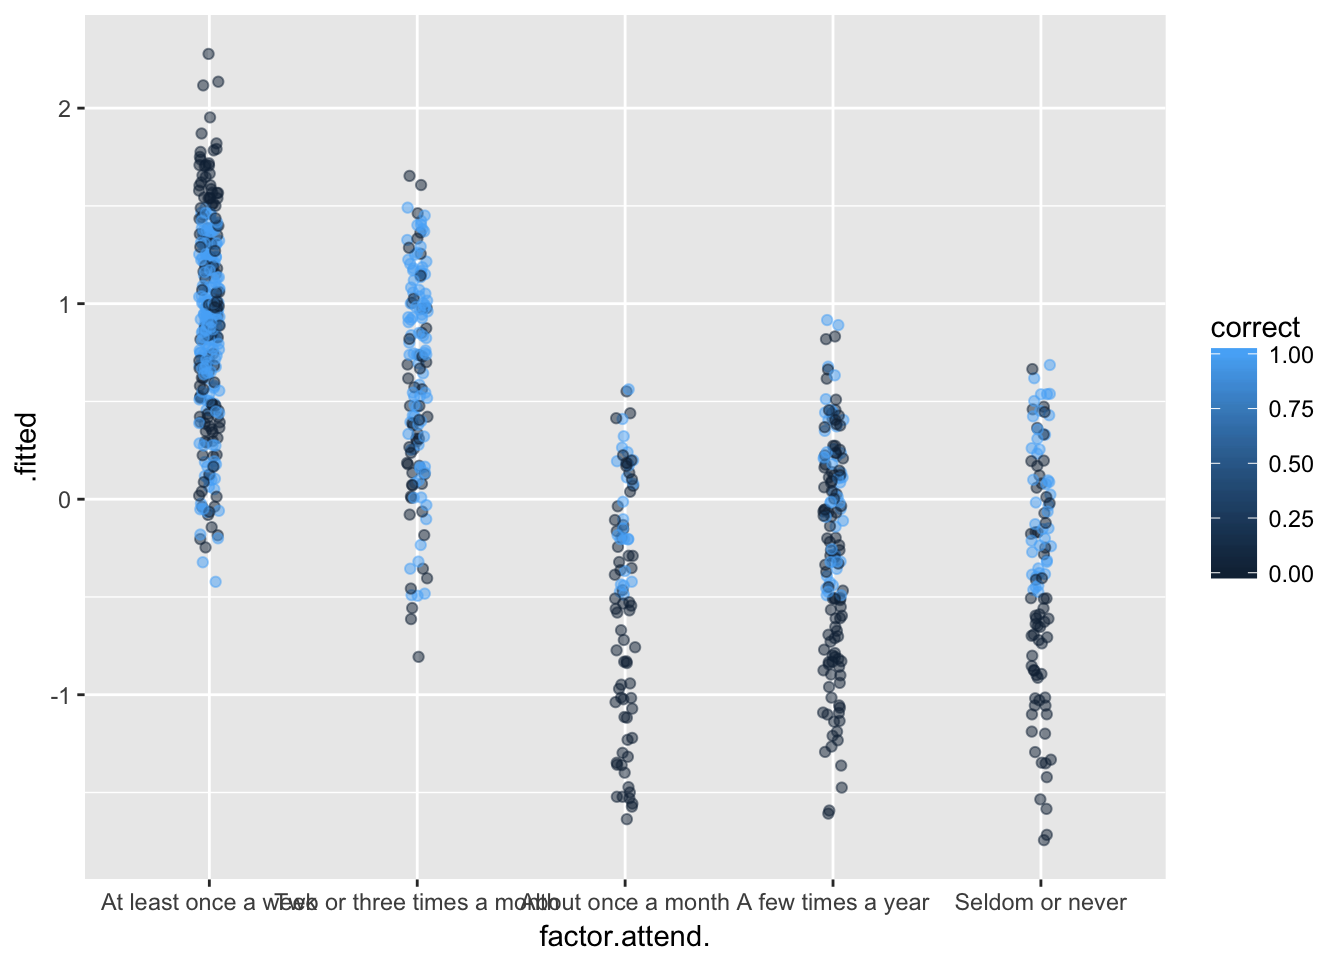 2
1
0
-1
.fitted
At least once a week
Two or three times a month
About once a month
A few times a year
Seldom or never
factor.attend.
correct
1.00
0.75
0.50
0.25
0.00